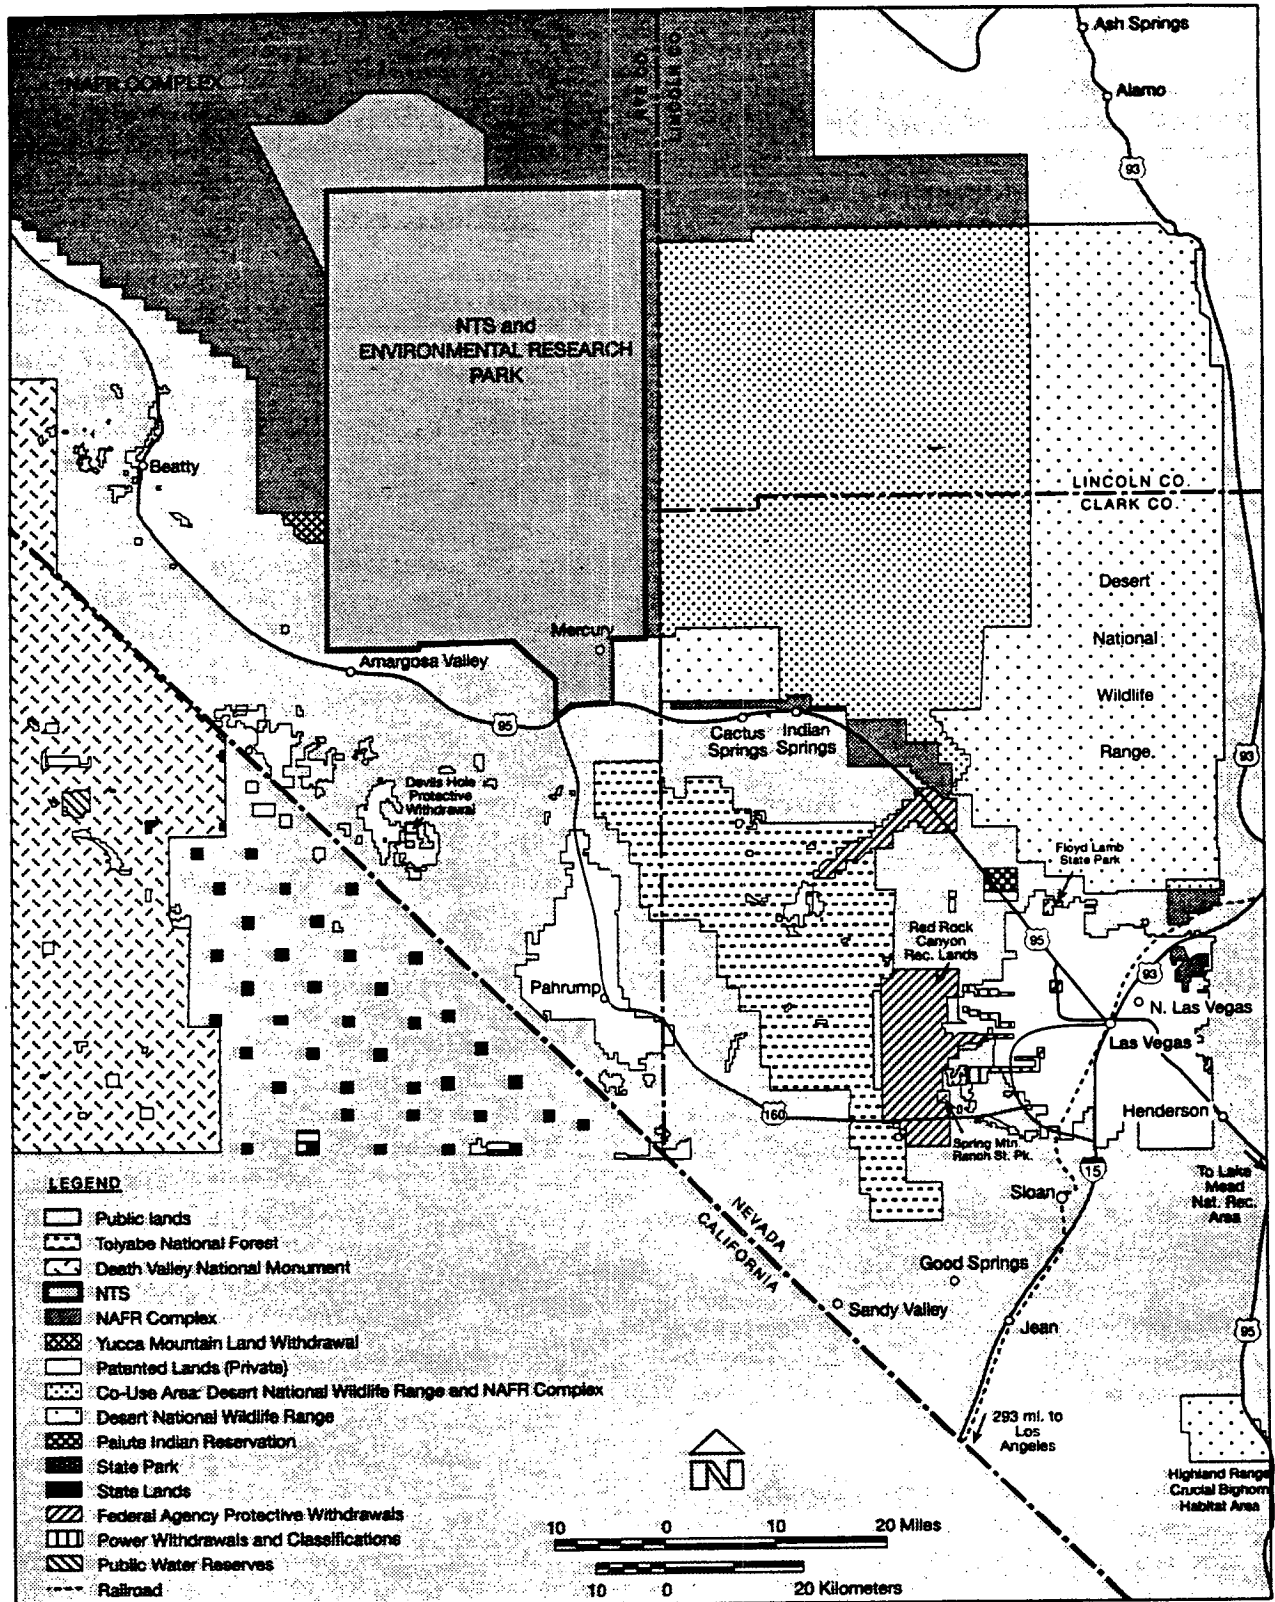 NAFR COMPLEX
NYE CO.
LINCOLN CO.
Ash Springs
Alamo
93
NTS and
ENVIRONMENTAL RESEARCH
PARK
Beatty
LINCOLN CO.
CLARK CO.
Desert
National
Wildlife
Range
Mercury
Amargosa Valley
95
Cactus
Springs
Indian
Springs
93
Devils Hole
Protective
Withdrawal
Floyd Lamb
State Park
Red Rock
Canyon
Rec. Lands
95
93
Pahrump
N. Las Vegas
Las Vegas
160
Henderson
Spring Mtn.
Ranch St. Pk.
15
To Lake
Mead
Nat. Rec.
Area
Sloan
NEVADA
CALIFORNIA
Good Springs
Sandy Valley
Jean
95
293 mi. to
Los
Angeles
Highland Range
Crucial Bighorn
Habitat Area
LEGEND
Public lands
Toiyabe National Forest
Death Valley National Monument
NTS
NAFR Complex
Yucca Mountain Land Withdrawal
Patented Lands (Private)
Co-Use Area: Desert National Wildlife Range and NAFR Complex
Desert National Wildlife Range
Paiute Indian Reservation
State Park
State Lands
Federal Agency Protective Withdrawals
Power Withdrawals and Classifications
Public Water Reserves
Railroad
N
10 0 10 20 Miles
10 0 20 Kilometers